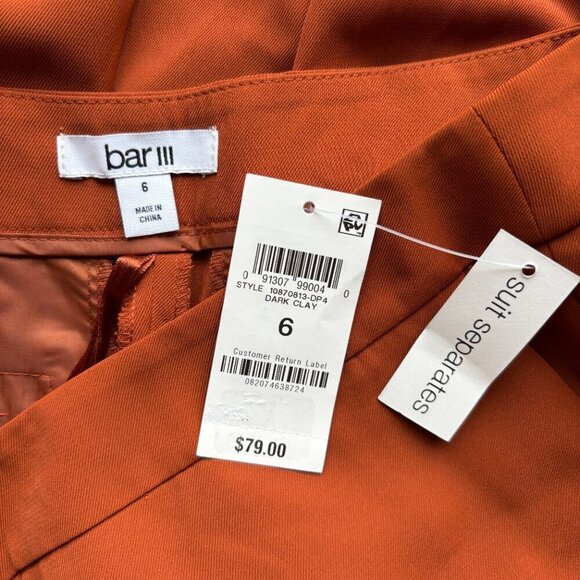 bar III
6
MADE IN
CHINA
0 91307 99004 0
STYLE 10870813-DP4
DARK CLAY
6
Customer Return Label
082074638724
$79.00
suit separates